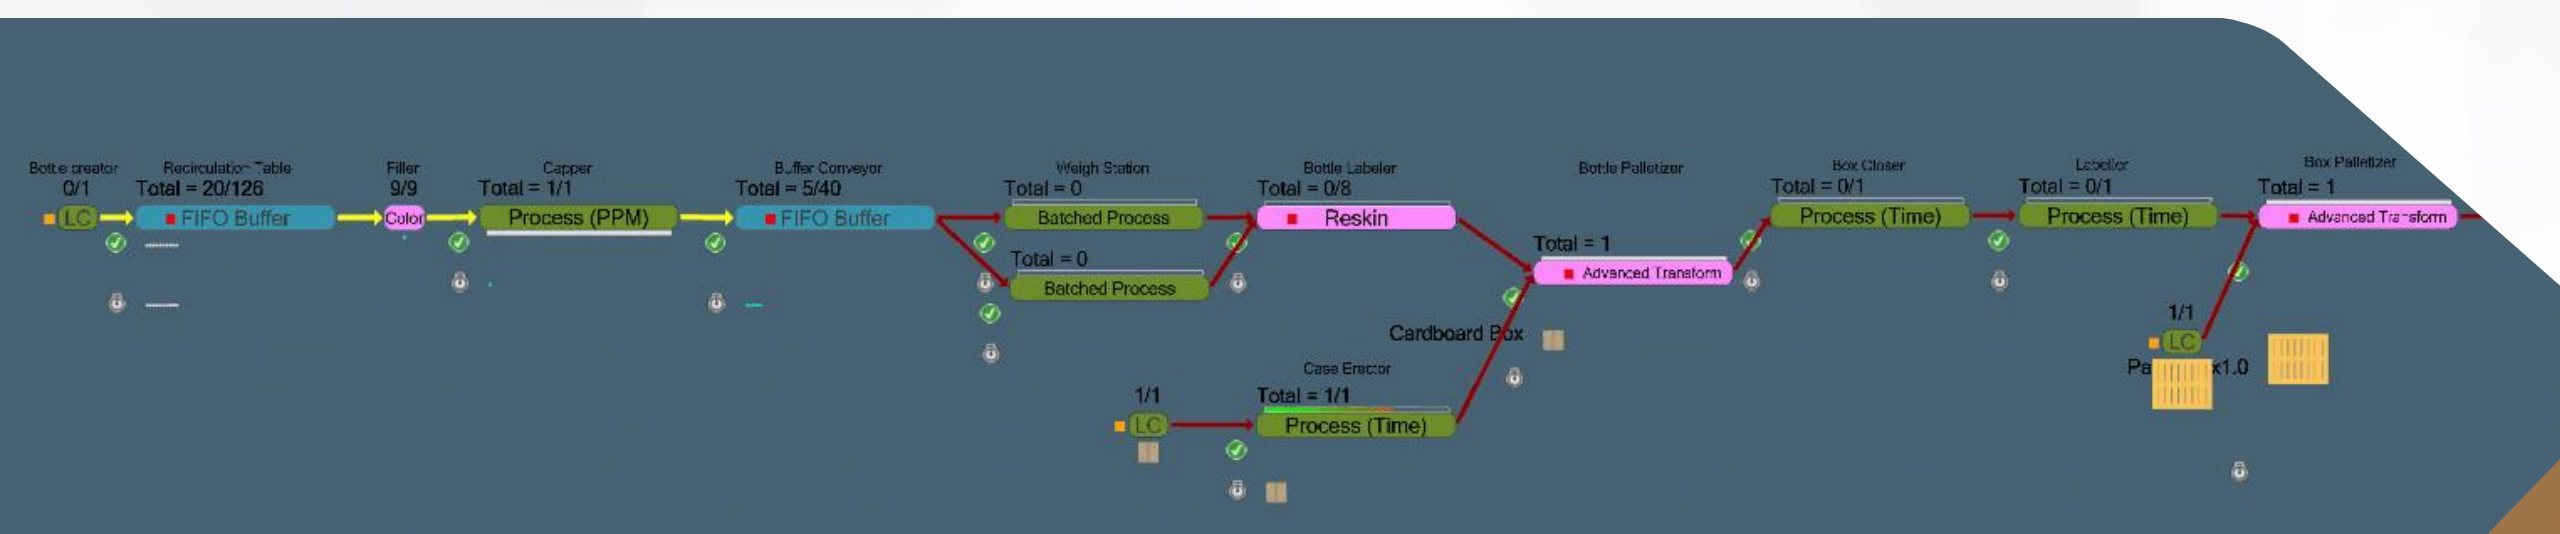 Bottle creator
0/1
LC
Recirculation Table
Total = 20/126
FIFO Buffer
Filler
9/9
Color
Capper
Total = 1/1
Process (PPM)
Buffer Conveyor
Total = 5/40
FIFO Buffer
Weigh Station
Total = 0
Batched Process
Total = 0
Batched Process
Bottle Labeler
Total = 0/8
Reskin
Bottle Palletizer
Total = 1
Advanced Transform
Cardboard Box
1/1
LC
Case Erector
Total = 1/1
Process (Time)
Box Closer
Total = 0/1
Process (Time)
Labeller
Total = 0/1
Process (Time)
Box Palletizer
Total = 1
Advanced Transform
1/1
LC
x1.0